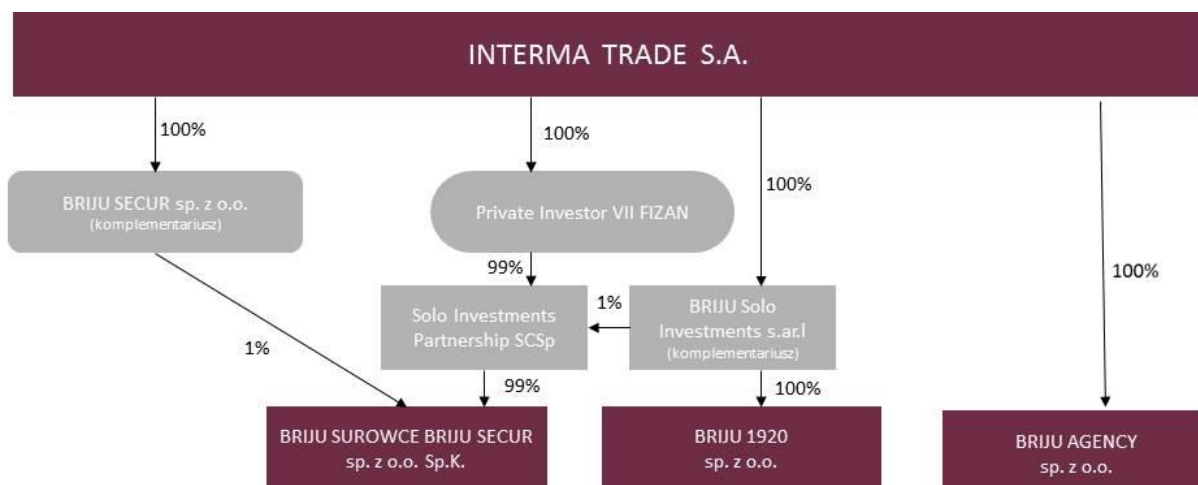 INTERMA TRADE S.A.
100%
100%
100%
100%
BRIJU SECUR sp. z o.o.
(komplementariusz)
Private Investor VII FIZAN
99%
Solo Investments
Partnership SCSp
1%
BRIJU Solo
Investments s.ar.l
(komplementariusz)
1%
99%
100%
BRIJU SUROWCE BRIJU SECUR
sp. z o.o. Sp.K.
BRIJU 1920
sp. z o.o.
BRIJU AGENCY
sp. z o.o.